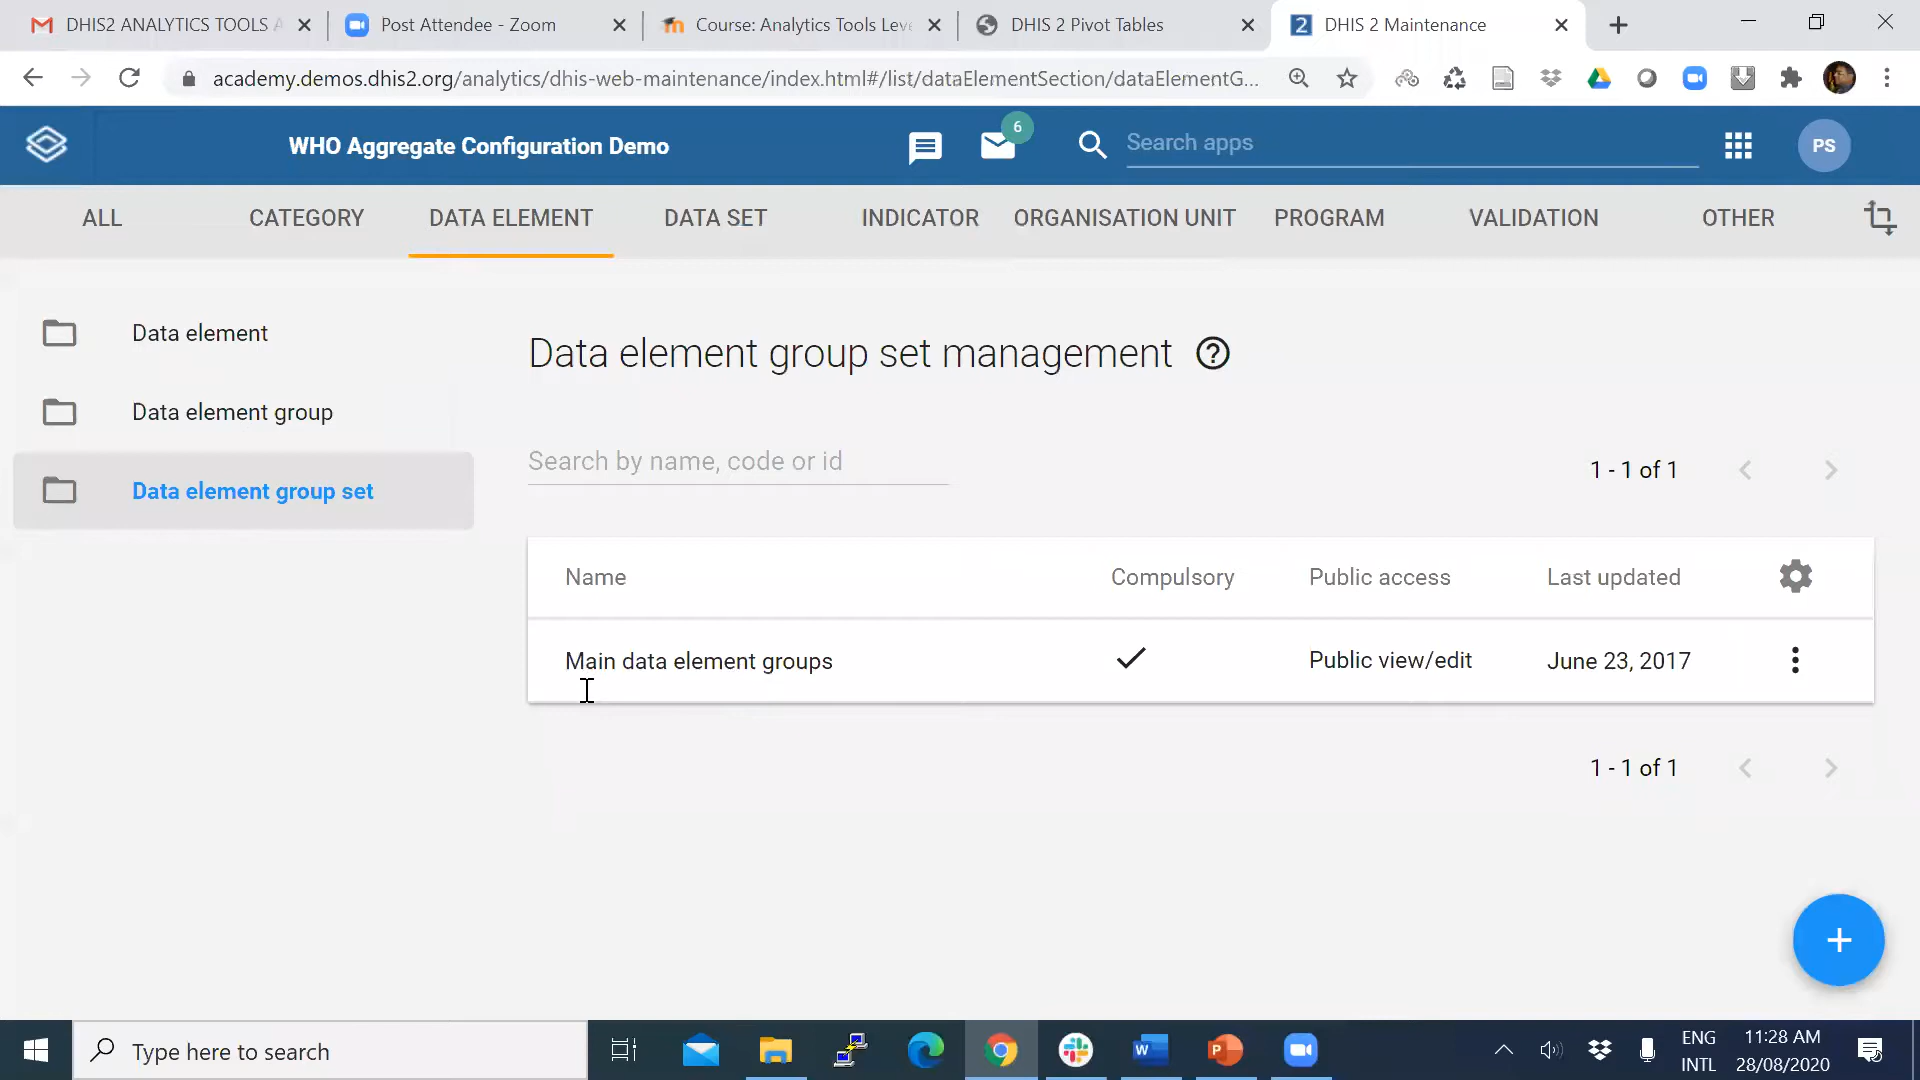 DHIS2 ANALYTICS TOOLS A
Post Attendee - Zoom
Course: Analytics Tools Leve
DHIS 2 Pivot Tables
DHIS 2 Maintenance
academy.demos.dhis2.org/analytics/dhis-web-maintenance/index.html#/list/dataElementSection/dataElementG...
WHO Aggregate Configuration Demo
6
Search apps
PS
ALL
CATEGORY
DATA ELEMENT
DATA SET
INDICATOR
ORGANISATION UNIT
PROGRAM
VALIDATION
OTHER
Data element
Data element group
Data element group set
Data element group set management
Search by name, code or id
1 - 1 of 1
Name Compulsory Public access Last updated
Main data element groups Public view/edit June 23, 2017
1 - 1 of 1
Type here to search
ENG
INTL
11:28 AM
28/08/2020